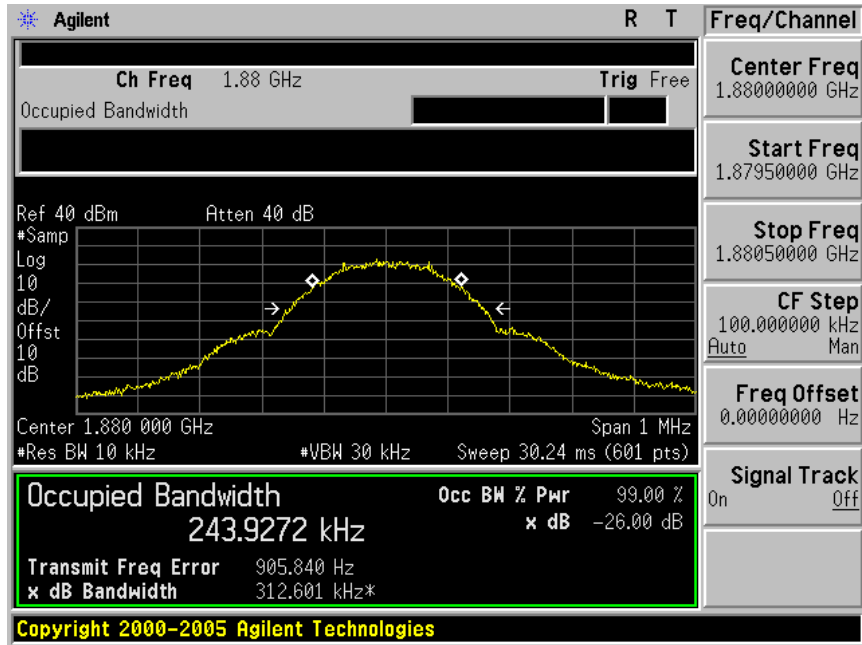 Agilent R T Freq/Channel
Ch Freq 1.88 GHz Trig Free
Occupied Bandwidth
Center Freq
1.88000000 GHz
Start Freq
1.87950000 GHz
Stop Freq
1.88050000 GHz
CF Step
100.000000 kHz
Auto Man
Freq Offset
0.00000000 Hz
Signal Track
On Off
Ref 40 dBm Atten 40 dB
#Samp
Log
10
dB/
Offst
10
dB
Center 1.880 000 GHz Span 1 MHz
#Res BW 10 kHz #VBW 30 kHz Sweep 30.24 ms (601 pts)
Occupied Bandwidth Occ BW % Pwr 99.00 %
243.9272 kHz x dB -26.00 dB
Transmit Freq Error 905.840 Hz
x dB Bandwidth 312.601 kHz*
Copyright 2000-2005 Agilent Technologies